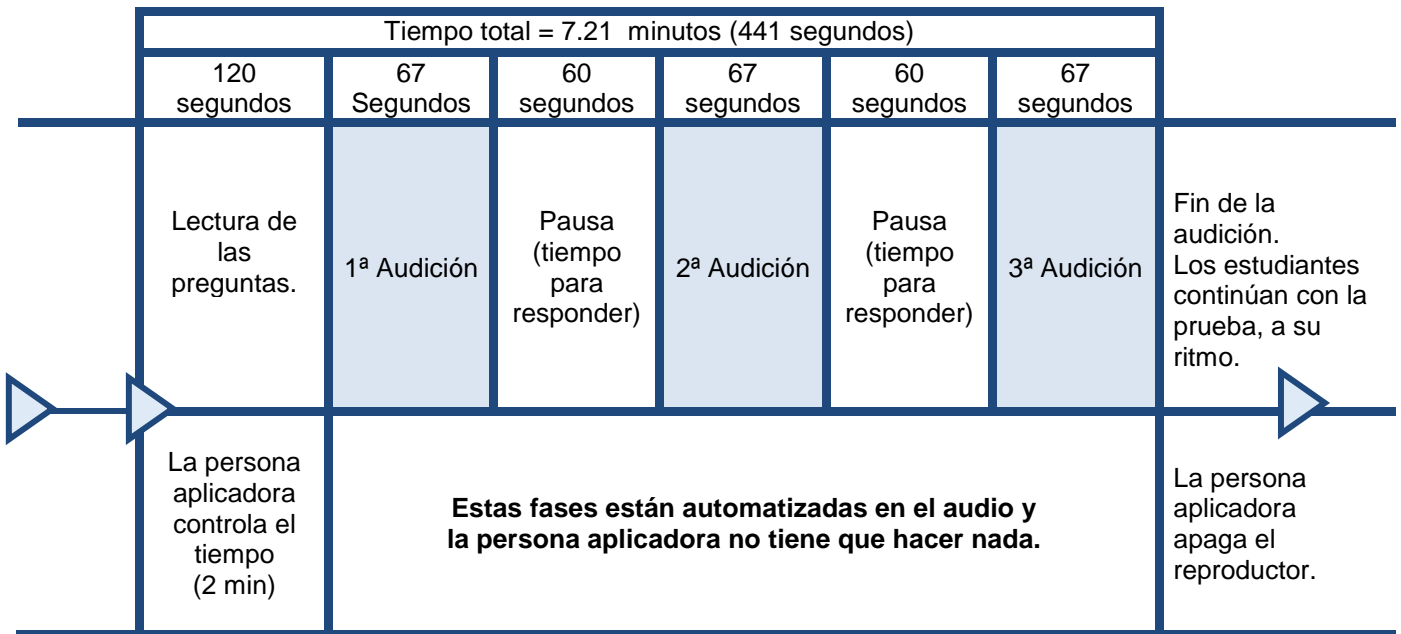 Tiempo total = 7.21 minutos (441 segundos)
120
segundos
67
Segundos
60
segundos
67
segundos
60
segundos
67
segundos
Lectura de
las
preguntas.
1ª Audición
Pausa
(tiempo
para
responder)
2ª Audición
Pausa
(tiempo
para
responder)
3ª Audición
Fin de la
audición.
Los estudiantes
continúan con la
prueba, a su
ritmo.
La persona
aplicadora
controla el
tiempo
(2 min)
Estas fases están automatizadas en el audio y
la persona aplicadora no tiene que hacer nada.
La persona
aplicadora
apaga el
reproductor.